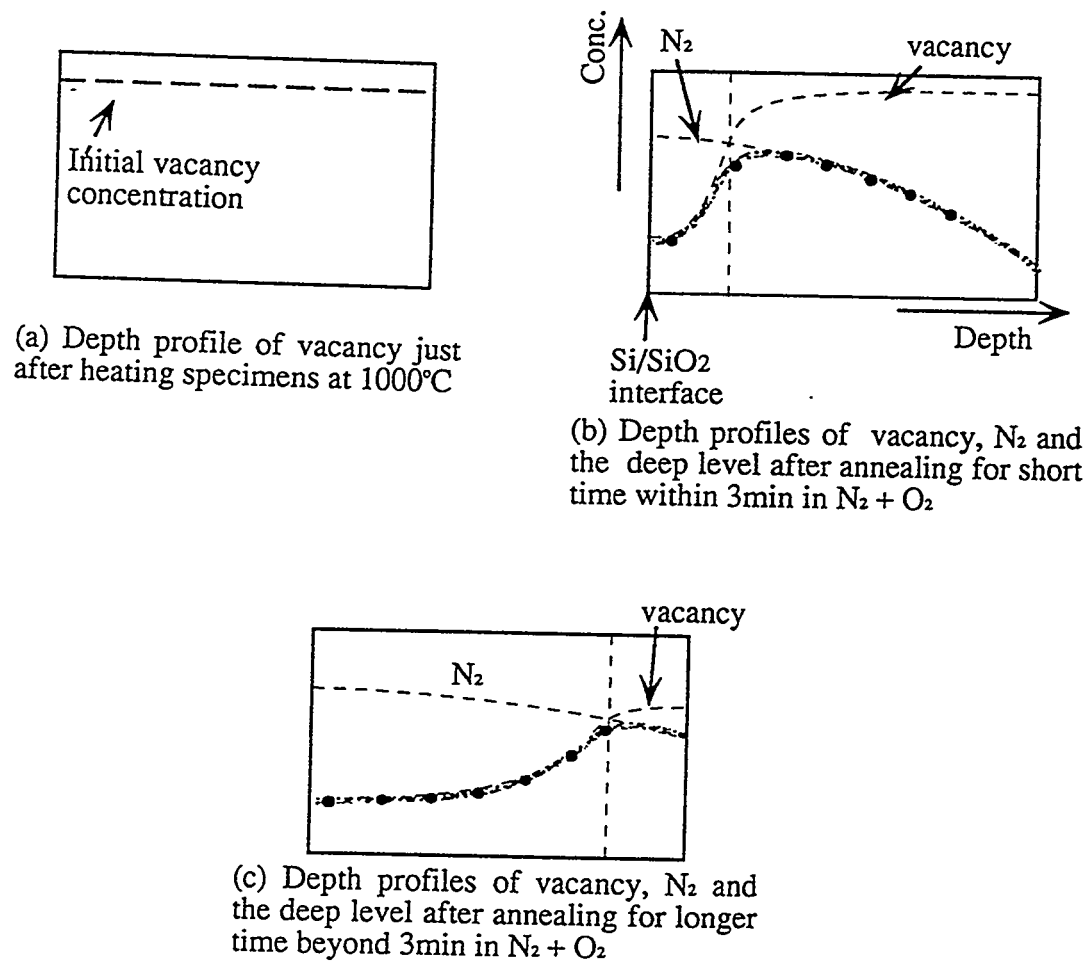 Initial vacancy
concentration
(a) Depth profile of vacancy just
after heating specimens at 1000°C
Conc.
N₂
vacancy
Depth
Si/SiO2
interface
(b) Depth profiles of vacancy, N₂ and
the deep level after annealing for short
time within 3min in N₂ + O₂
vacancy
N₂
(c) Depth profiles of vacancy, N₂ and
the deep level after annealing for longer
time beyond 3min in N₂ + O₂